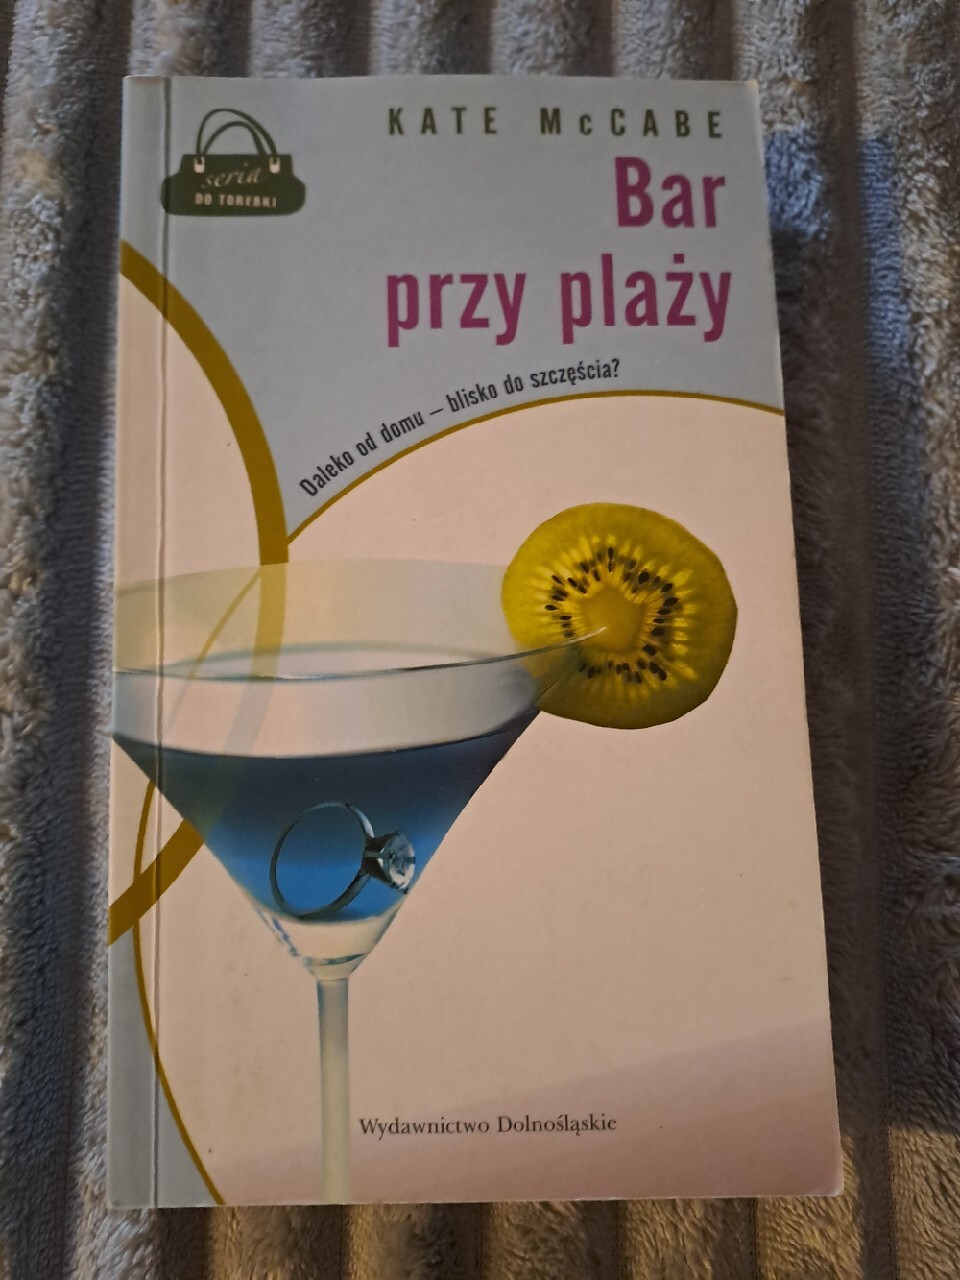 KATE McCABE
seria
DO TOREBKI
Bar
przy plaży
Daleko od domu – blisko do szczęścia?
Wydawnictwo Dolnośląskie